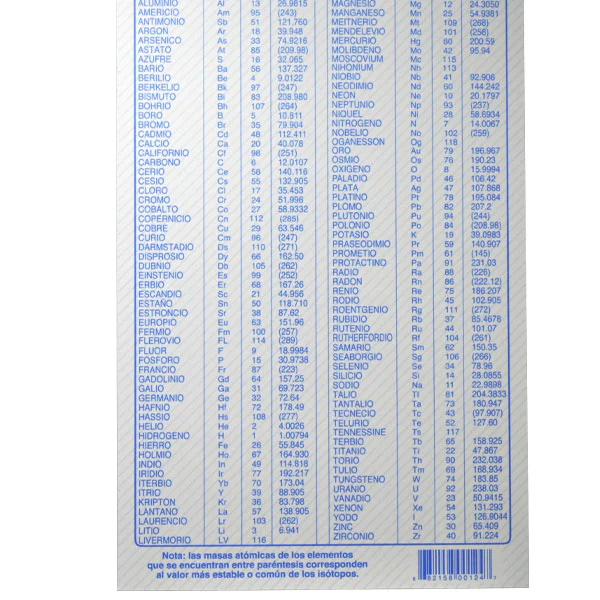 ALUMINIO Al 13 26.9815
AMERICIO Am 95 (243)
ANTIMONIO Sb 51 121.760
ARGON Ar 18 39.948
ARSENICO As 33 74.9216
ASTATO At 85 (209.98)
AZUFRE S 16 32.065
BARIO Ba 56 137.327
BERILIO Be 4 9.0122
BERKELIO Bk 97 (247)
BISMUTO Bi 83 208.980
BOHRIO Bh 107 (264)
BORO B 5 10.811
BROMO Br 35 79.904
CADMIO Cd 48 112.411
CALCIO Ca 20 40.078
CALIFORNIO Cf 98 (251)
CARBONO C 6 12.0107
CERIO Ce 58 140.116
CESIO Cs 55 132.905
CLORO Cl 17 35.453
CROMO Cr 24 51.996
COBALTO Co 27 58.9332
COPERNICIO Cn 112 (285)
COBRE Cu 29 63.546
CURIO Cm 96 (247)
DARMSTADIO Ds 110 (271)
DISPROSIO Dy 66 162.50
DUBNIO Db 105 (262)
EINSTENIO Es 99 (252)
ERBIO Er 68 167.26
ESCANDIO Sc 21 44.956
ESTAÑO Sn 50 118.710
ESTRONCIO Sr 38 87.62
EUROPIO Eu 63 151.96
FERMIO Fm 100 (257)
FLEROVIO FL 114 (289)
FLUOR F 9 18.9984
FOSFORO P 15 30.9738
FRANCIO Fr 87 (223)
GADOLINIO Gd 64 157.25
GALIO Ga 31 69.723
GERMANIO Ge 32 72.64
HAFNIO Hf 72 178.49
HASSIO Hs 108 (277)
HELIO He 2 4.0026
HIDROGENO H 1 1.00794
HIERRO Fe 26 55.845
HOLMIO Ho 67 164.930
INDIO In 49 114.818
IRIDIO Ir 77 192.217
ITERBIO Yb 70 173.04
ITRIO Y 39 88.905
KRIPTON Kr 36 83.798
LANTANO La 57 138.905
LAURENCIO Lr 103 (262)
LITIO Li 3 6.941
LIVERMORIO LV 116
MAGNESIO Mg 12 24.3050
MANGANESO Mn 25 54.9381
MEITNERIO Mt 109 (268)
MENDELEVIO Md 101 (258)
MERCURIO Hg 80 200.59
MOLIBDENO Mo 42 95.94
MOSCOVIUM Mc 115
NIHONIUM Nh 113
NIOBIO Nb 41 92.906
NEODIMIO Nd 60 144.242
NEON Ne 10 20.1797
NEPTUNIO Np 93 (237)
NIQUEL Ni 28 58.6934
NITROGENO N 7 14.0067
NOBELIO No 102 (259)
OGANESSON Og 118
ORO Au 79 196.967
OSMIO Os 76 190.23
OXIGENO O 8 15.9994
PALADIO Pd 46 106.42
PLATA Ag 47 107.868
PLATINO Pt 78 195.084
PLOMO Pb 82 207.2
PLUTONIO Pu 94 (244)
POLONIO Po 84 (208.98)
POTASIO K 19 39.0983
PRASEODIMIO Pr 59 140.907
PROMETIO Pm 61 (145)
PROTACTINO Pa 91 231.03
RADIO Ra 88 (226)
RADON Rn 86 (222.12)
RENIO Re 75 186.207
RODIO Rh 45 102.905
ROENTGENIO Rg 111 (272)
RUBIDIO Rb 37 85.4678
RUTENIO Ru 44 101.07
RUTHERFORDIO Rf 104 (261)
SAMARIO Sm 62 150.35
SEABORGIO Sg 106 (266)
SELENIO Se 34 78.96
SILICIO Si 14 28.0855
SODIO Na 11 22.9898
TALIO Tl 81 204.3833
TANTALIA Ta 73 180.947
TECNECIO Tc 43 (97.907)
TELURIO Te 52 127.60
TENNESSINE Ts 117
TERBIO Tb 65 158.925
TITANIO Ti 22 47.867
TORIO Th 90 232.038
TULIO Tm 69 168.934
TUNGSTENO W 74 183.85
URANIO U 92 238.03
VANADIO V 23 50.9415
XENON Xe 54 131.293
YODO I 53 126.9044
ZINC Zn 30 65.409
ZIRCONIO Zr 40 91.224
Nota: las masas atómicas de los elementos
que se encuentran entre paréntesis corresponden
al valor más estable o común de los isótopos.
6 82158 00124 7